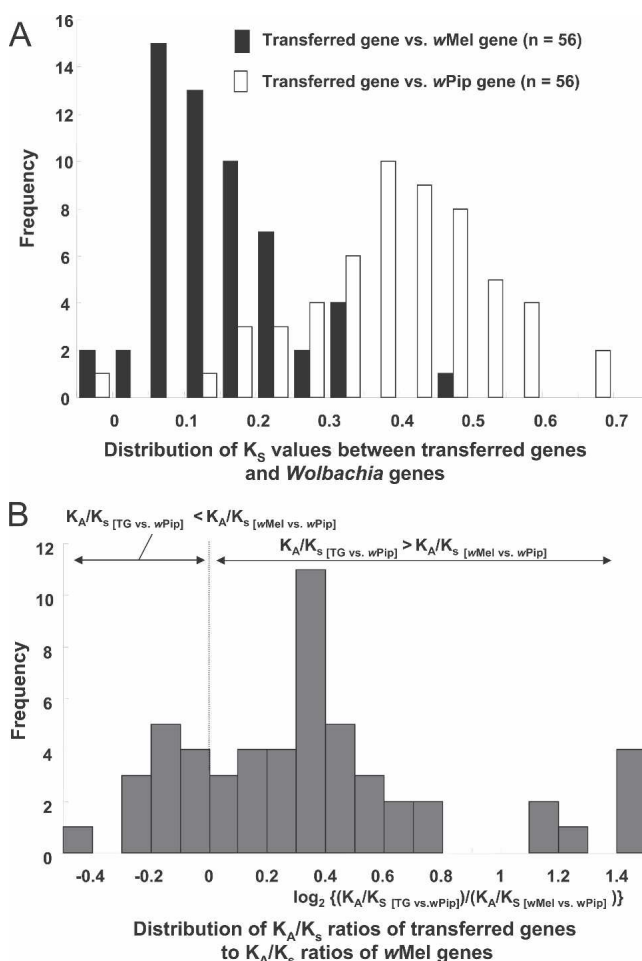 A
16
14
12
10
8
6
4
2
0
Frequency
Transferred gene vs. wMel gene (n = 56)
Transferred gene vs. wPip gene (n = 56)
0 0.1 0.2 0.3 0.4 0.5 0.6 0.7
Distribution of KS values between transferred genes
and Wolbachia genes
B
KA/Ks [TG vs. wPip] < KA/Ks [wMel vs. wPip]
KA/Ks [TG vs. wPip] > KA/Ks [wMel vs. wPip]
12
10
8
6
4
2
0
Frequency
-0.4 -0.2 0 0.2 0.4 0.6 0.8 1 1.2 1.4
log2 {(KA/KS [TG vs.wPip])/(KA/KS [wMel vs. wPip] )}
Distribution of KA/Ks ratios of transferred genes
to KA/Ks ratios of wMel genes